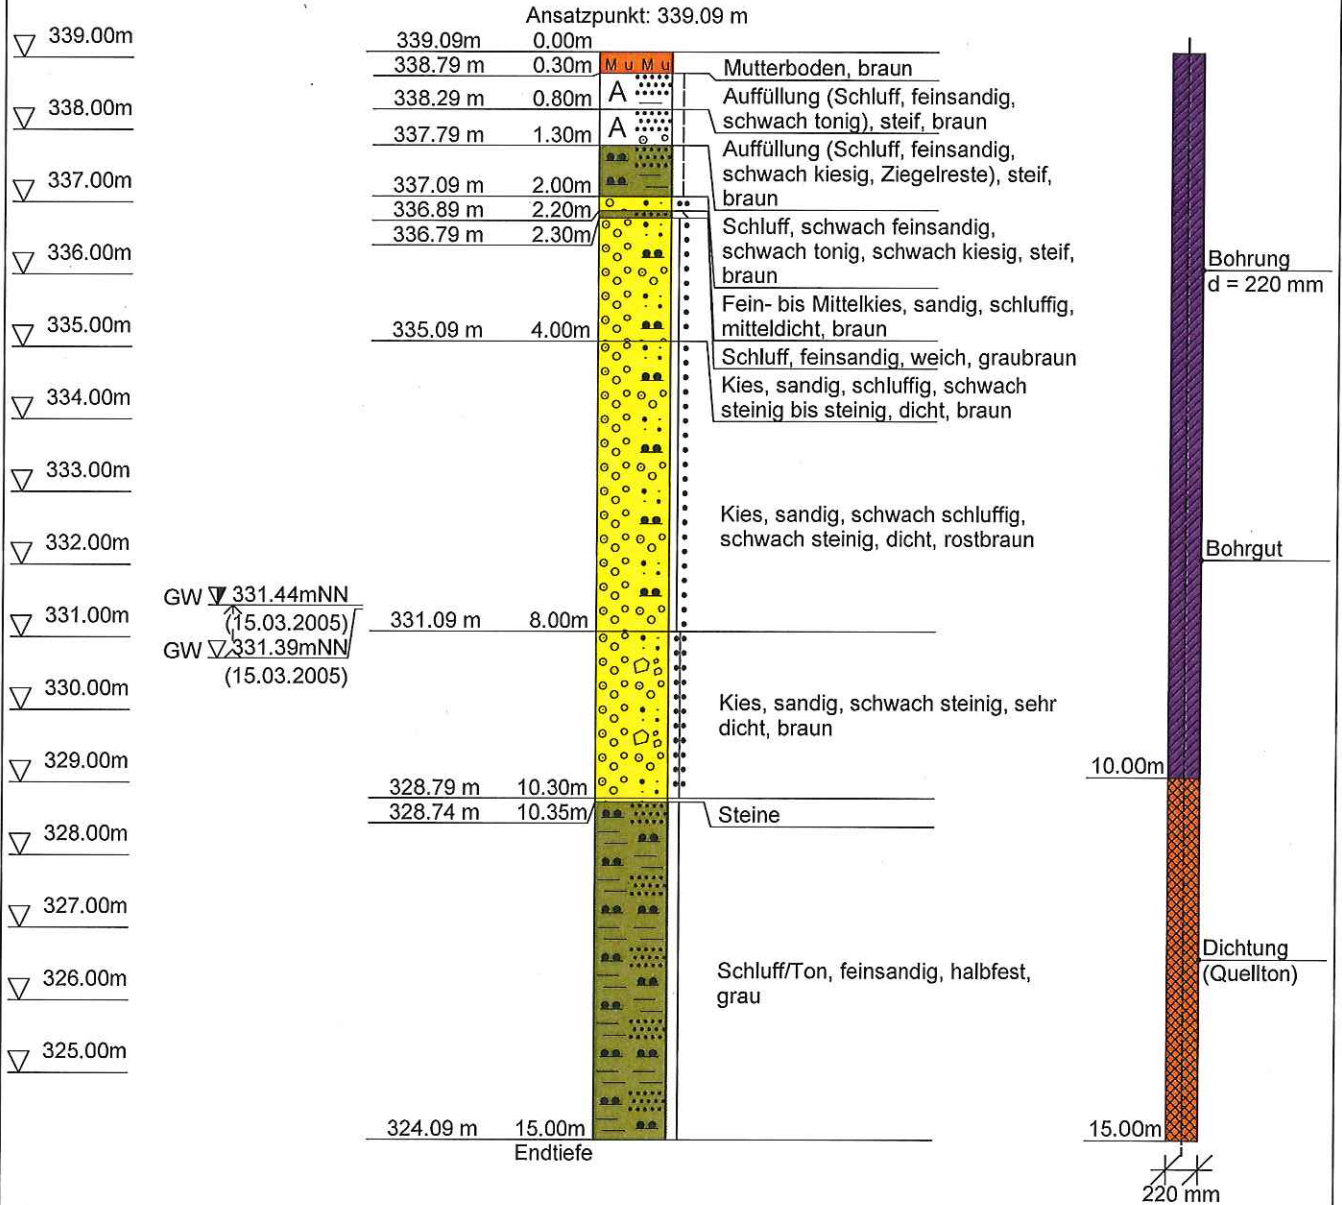 Ansatzpunkt: 339.09 m
339.00m
338.00m
337.00m
336.00m
335.00m
334.00m
333.00m
332.00m
331.00m
330.00m
329.00m
328.00m
327.00m
326.00m
325.00m
GW 331.44mNN
(15.03.2005)
GW 331.39mNN
(15.03.2005)
339.09m 0.00m
338.79 m 0.30m
338.29 m 0.80m
337.79 m 1.30m
337.09 m 2.00m
336.89 m 2.20m
336.79 m 2.30m
335.09 m 4.00m
331.09 m 8.00m
328.79 m 10.30m
328.74 m 10.35m
324.09 m 15.00m
Endtiefe
M u M u
A
A
Mutterboden, braun
Auffüllung (Schluff, feinsandig,
schwach tonig), steif, braun
Auffüllung (Schluff, feinsandig,
schwach kiesig, Ziegelreste), steif,
braun
Schluff, schwach feinsandig,
schwach tonig, schwach kiesig, steif,
braun
Fein- bis Mittelkies, sandig, schluffig,
mitteldicht, braun
Schluff, feinsandig, weich, graubraun
Kies, sandig, schluffig, schwach
steinig bis steinig, dicht, braun
Kies, sandig, schwach schluffig,
schwach steinig, dicht, rostbraun
Kies, sandig, schwach steinig, sehr
dicht, braun
Steine
Schluff/Ton, feinsandig, halbfest,
grau
Bohrung
d = 220 mm
Bohrgut
10.00m
Dichtung
(Quellton)
15.00m
220 mm